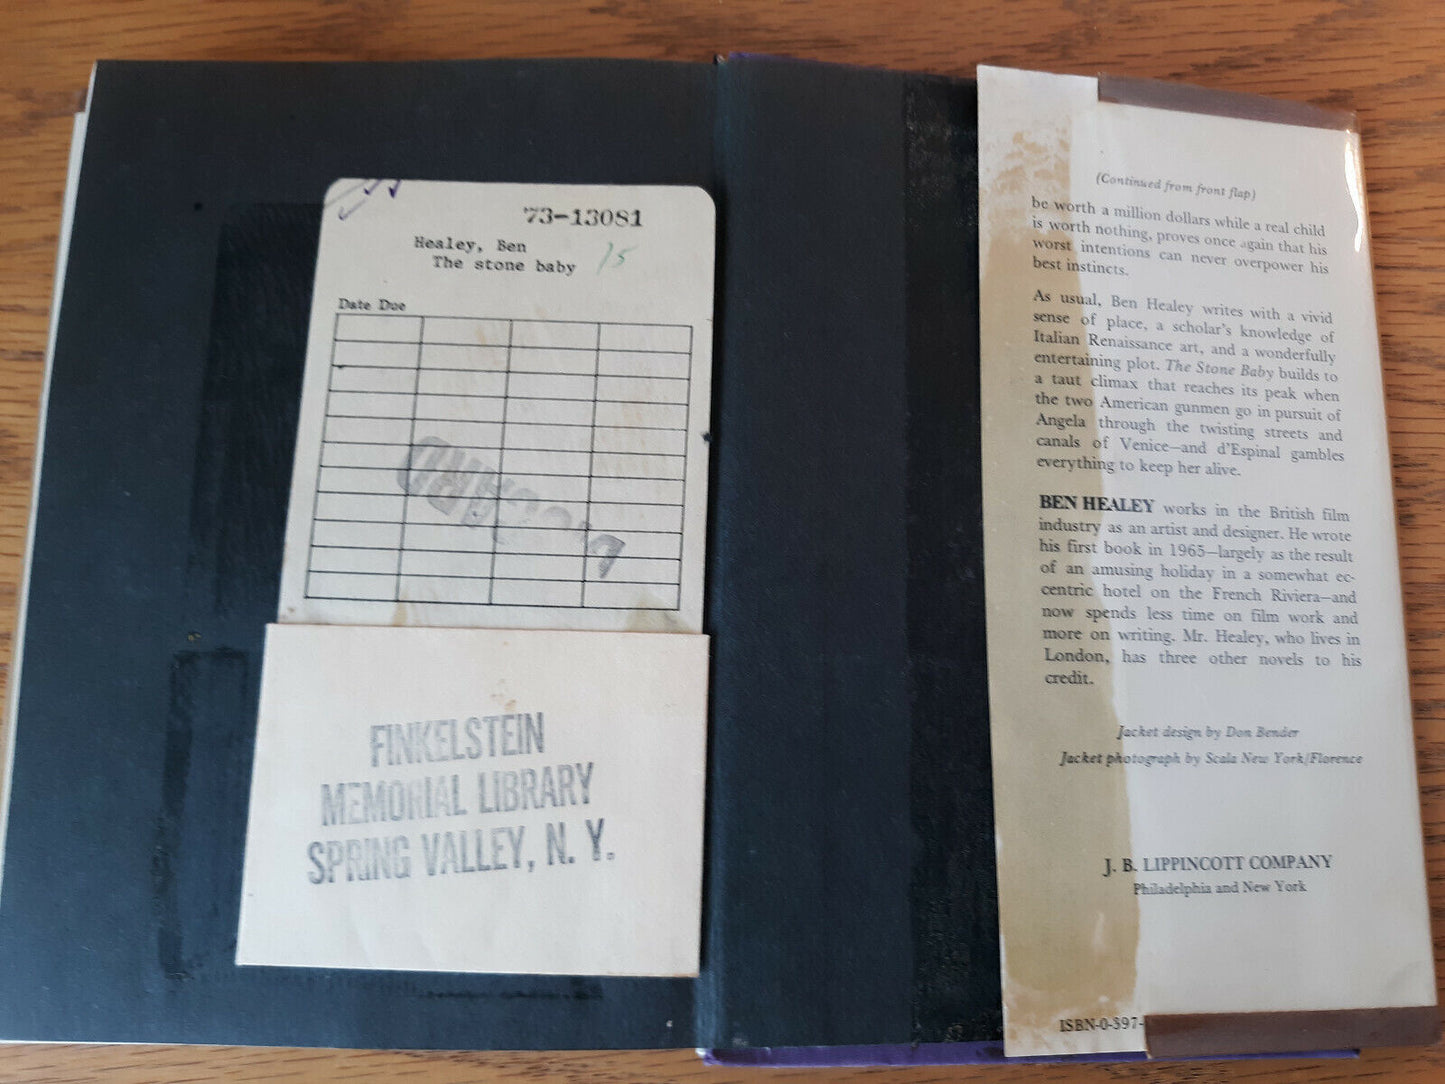 73-13081
Healey, Ben
The stone baby
15
Date Due
DISCARD
FINKELSTEIN
MEMORIAL LIBRARY
SPRING VALLEY, N. Y.
(Continued from front flap)
be worth a million dollars while a real child
is worth nothing, proves once again that his
worst intentions can never overpower his
best instincts.
As usual, Ben Healey writes with a vivid
sense of place, a scholar's knowledge of
Italian Renaissance art, and a wonderfully
entertaining plot. The Stone Baby builds to
a taut climax that reaches its peak when
the two American gunmen go in pursuit of
Angela through the twisting streets and
canals of Venice—and d'Espinal gambles
everything to keep her alive.
BEN HEALEY works in the British film
industry as an artist and designer. He wrote
his first book in 1965—largely as the result
of an amusing holiday in a somewhat ec-
centric hotel on the French Riviera—and
now spends less time on film work and
more on writing. Mr. Healey, who lives in
London, has three other novels to his
credit.
Jacket design by Don Bender
Jacket photograph by Scala New York/Florence
J. B. LIPPINCOTT COMPANY
Philadelphia and New York
ISBN-0-397-